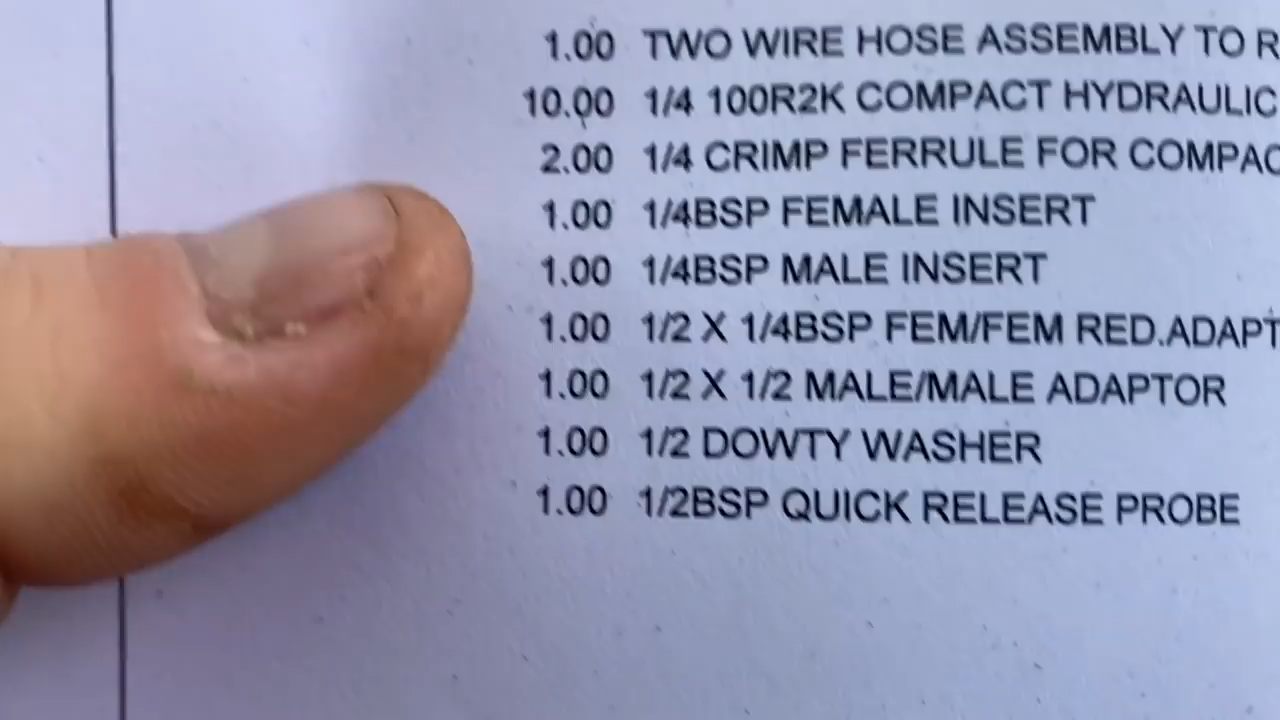 1.00 TWO WIRE HOSE ASSEMBLY TO R
10.00 1/4 100R2K COMPACT HYDRAULIC
2.00 1/4 CRIMP FERRULE FOR COMPAC
1.00 1/4BSP FEMALE INSERT
1.00 1/4BSP MALE INSERT
1.00 1/2 X 1/4BSP FEM/FEM RED.ADAPT
1.00 1/2 X 1/2 MALE/MALE ADAPTOR
1.00 1/2 DOWTY WASHER
1.00 1/2BSP QUICK RELEASE PROBE